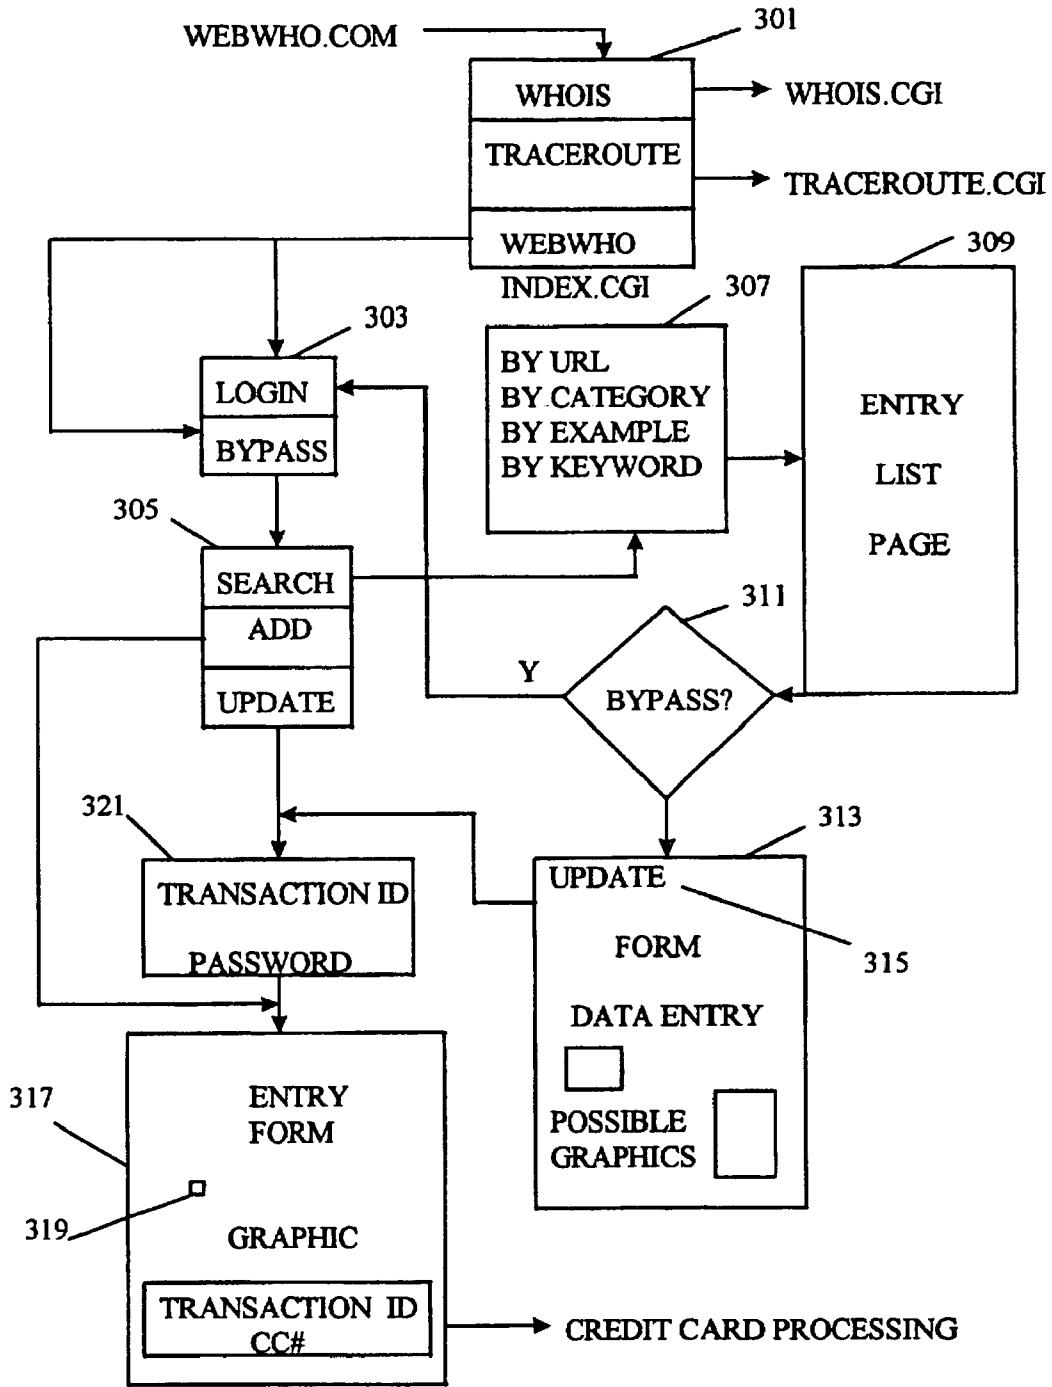 301
WEBWHO.COM
WHOIS
WHOIS.CGI
TRACEROUTE
TRACEROUTE.CGI
WEBWHO
INDEX.CGI
309
307
303
BY URL
BY CATEGORY
BY EXAMPLE
BY KEYWORD
LOGIN
BYPASS
ENTRY
LIST
PAGE
305
SEARCH
ADD
UPDATE
311
Y
BYPASS?
321
TRANSACTION ID
PASSWORD
313
UPDATE
315
FORM
DATA ENTRY
POSSIBLE
GRAPHICS
317
ENTRY
FORM
319
GRAPHIC
TRANSACTION ID
CC#
CREDIT CARD PROCESSING